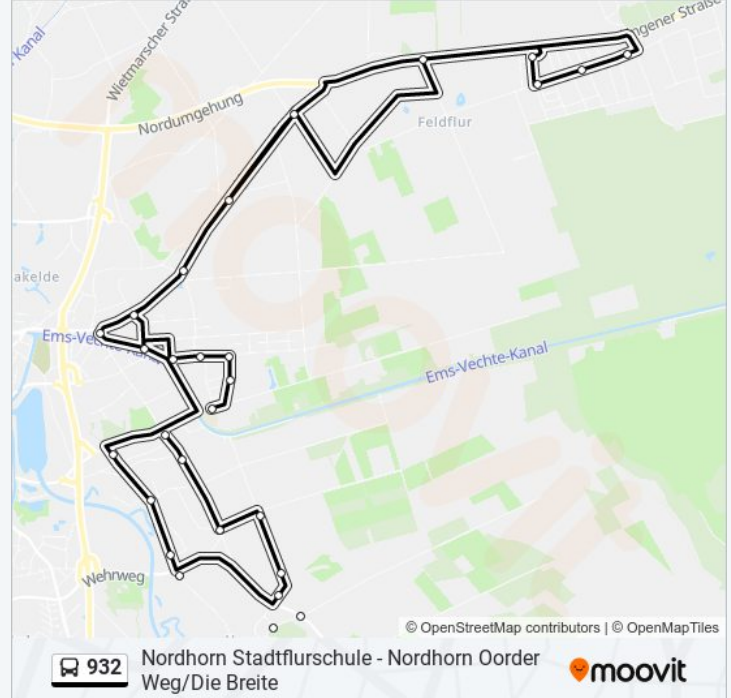 Kanal
Wietmarscher Straß
ngener Straße
Nordumgehung
Feldflur
akelde
Ems-Vechte-Kanal
Ems-Vechte-Kanal
Wehrweg
© OpenStreetMap contributors | © OpenMapTiles
932
Nordhorn Stadtflurschule - Nordhorn Oorder
Weg/Die Breite
moovit